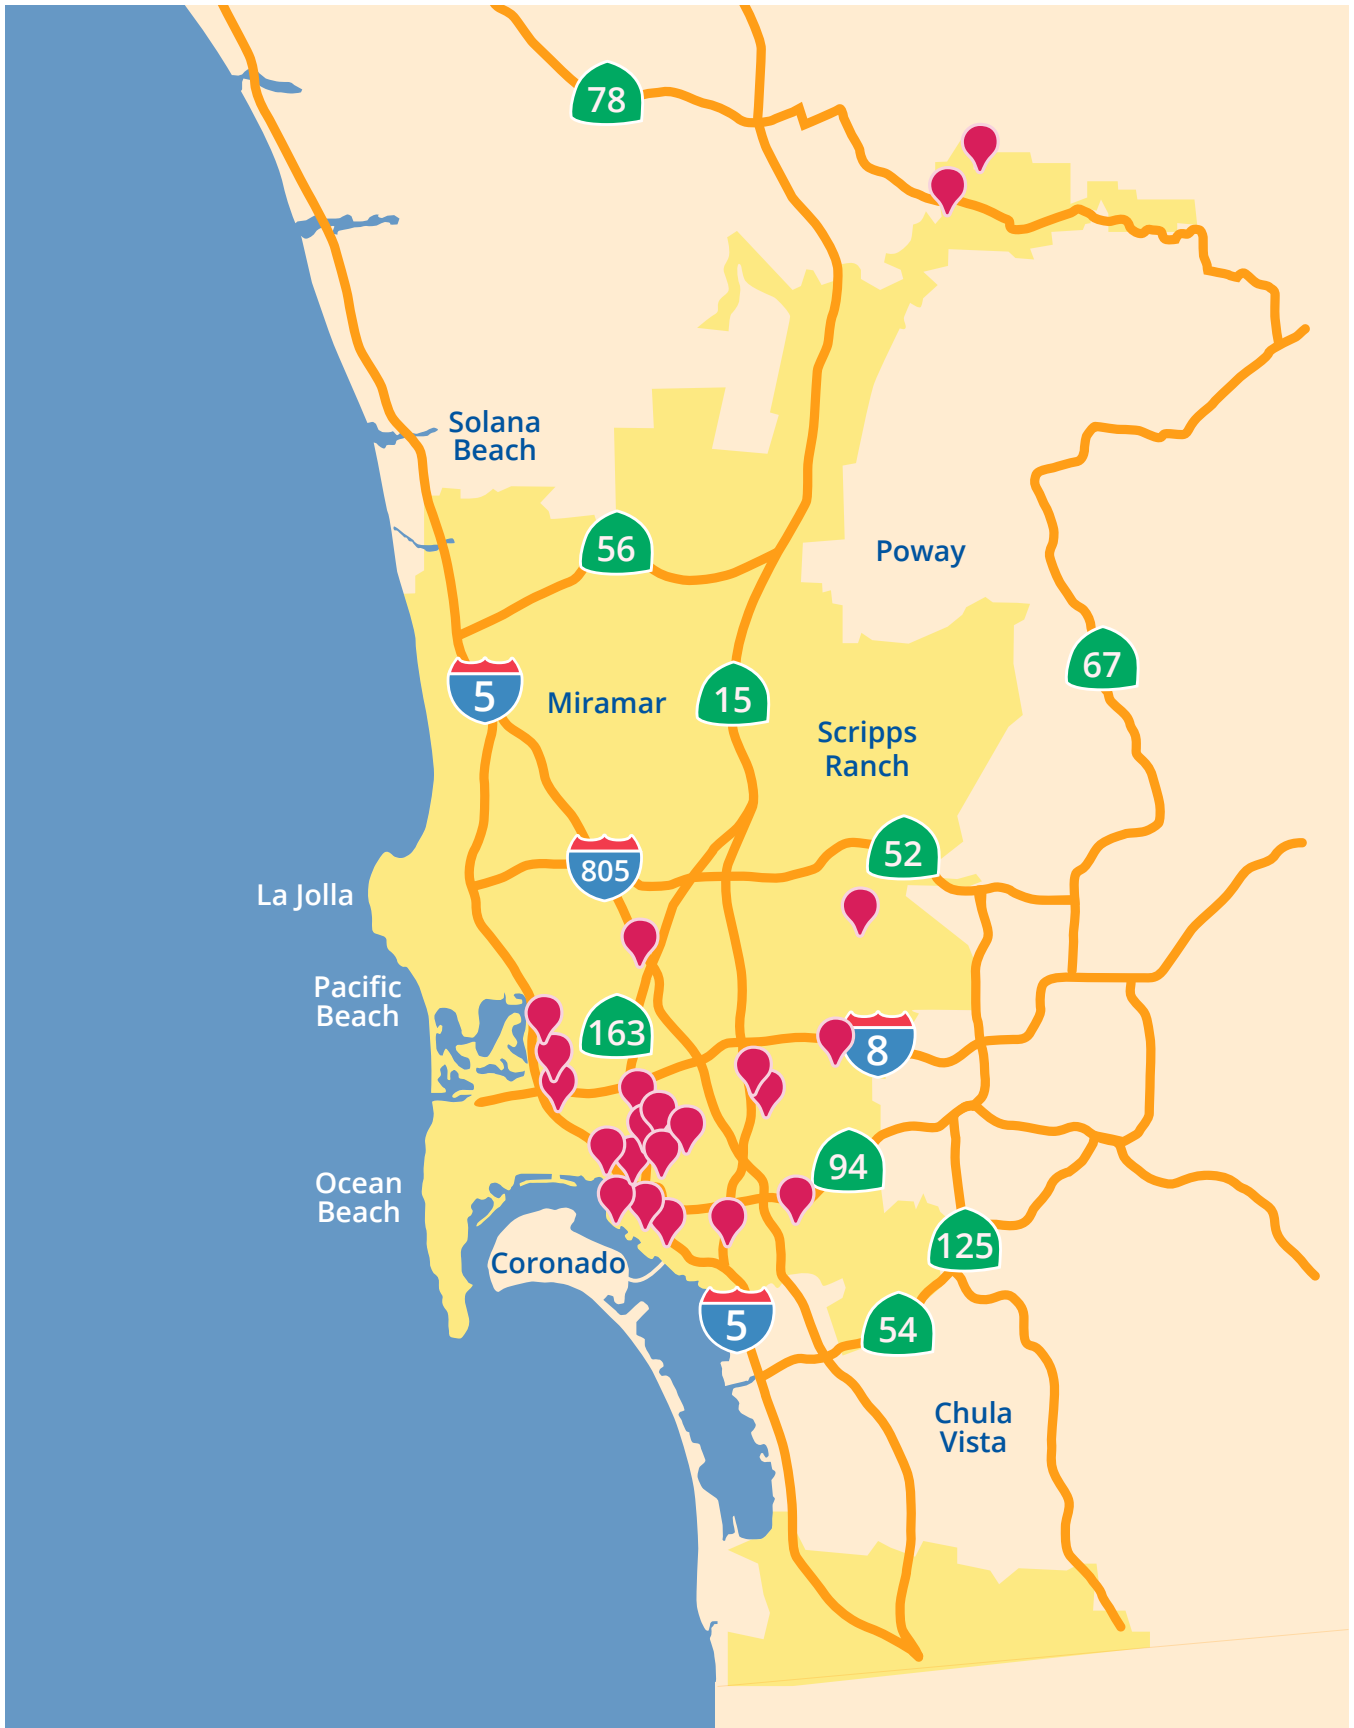 78
Solana
Beach
56
Poway
67
5
Miramar
15
Scripps
Ranch
52
805
La Jolla
Pacific
Beach
163
8
94
Ocean
Beach
125
Coronado
5
54
Chula
Vista